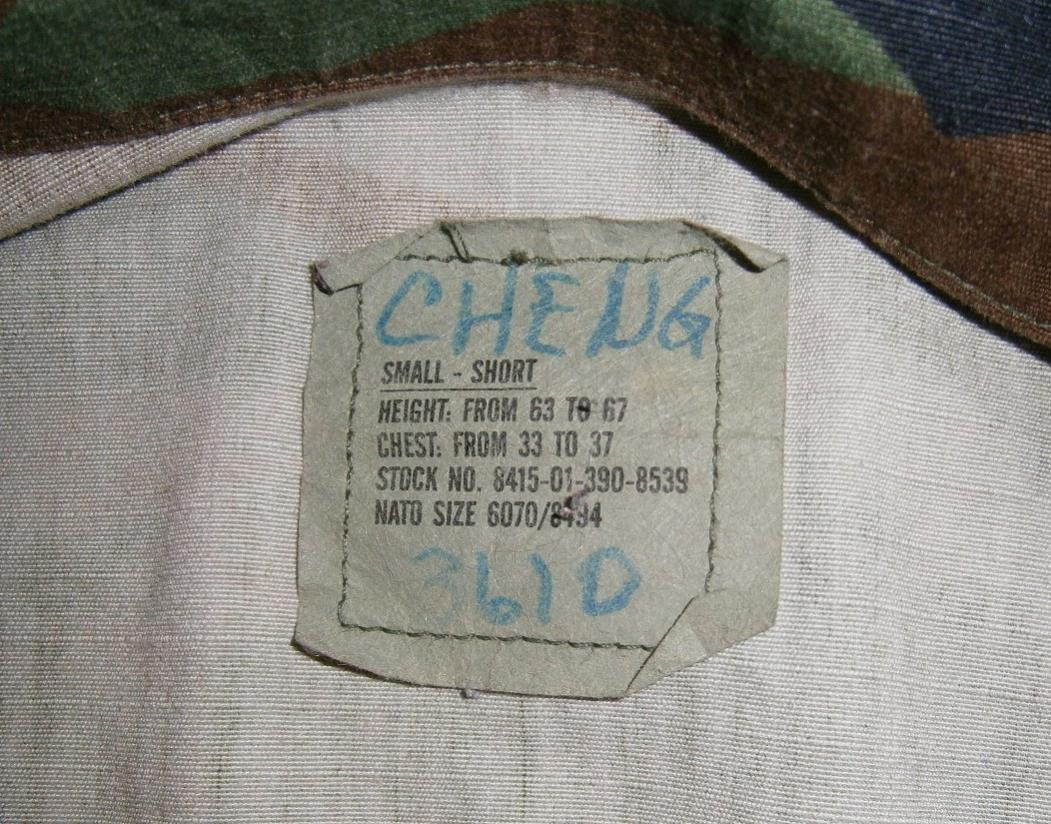 CHENG
SMALL - SHORT
HEIGHT: FROM 63 TO 67
CHEST: FROM 33 TO 37
STOCK NO. 8415-01-390-8539
NATO SIZE 6070/8494
3610